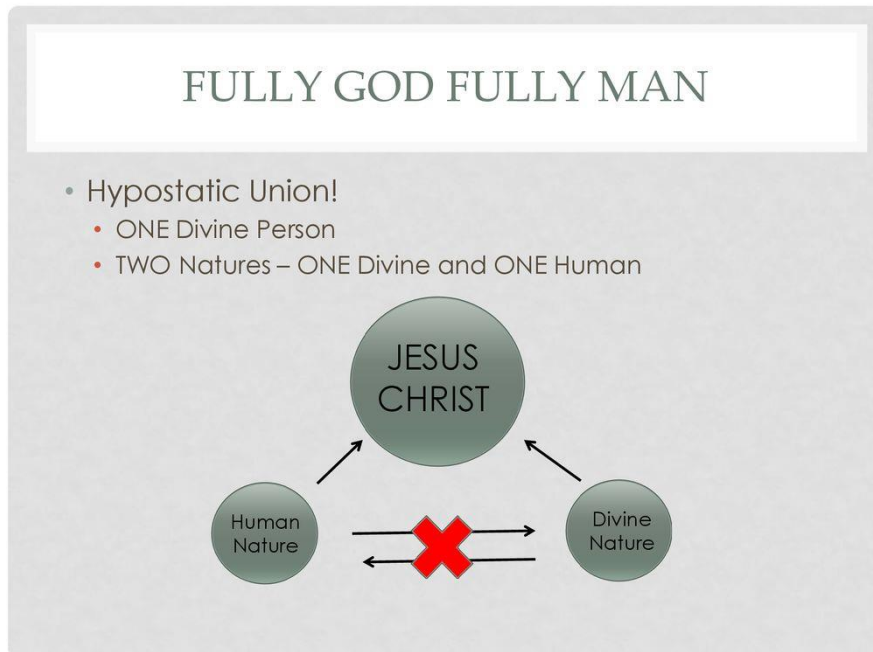 FULLY GOD FULLY MAN
• Hypostatic Union!
• ONE Divine Person
• TWO Natures – ONE Divine and ONE Human
JESUS
CHRIST
Human
Nature
Divine
Nature